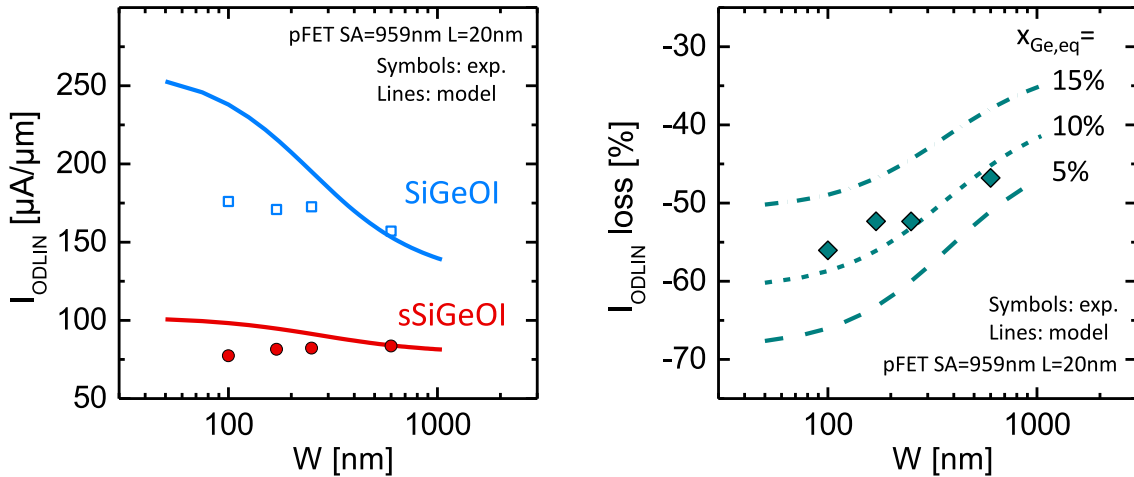 pFET SA=959nm L=20nm
Symbols: exp.
Lines: model
250
200
150
100
50
SiGeOI
sSiGeOI
I_ODLIN [µA/µm]
100
1000
W [nm]
-30
-40
-50
-60
-70
x_Ge,eq=
15%
10%
5%
Symbols: exp.
Lines: model
pFET SA=959nm L=20nm
I_ODLIN loss [%]
100
1000
W [nm]